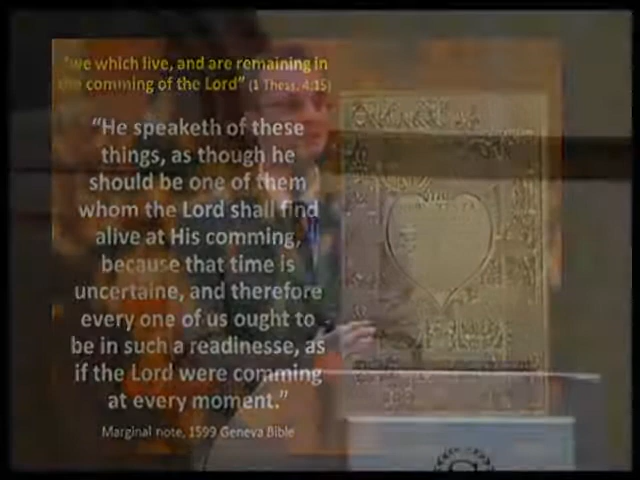 "we which live, and are remaining in
the comming of the Lord" (1 Thess. 4:15)
"He speaketh of these
things, as though he
should be one of them
whom the Lord shall find
alive at His comming,
because that time is
uncertaine, and therefore
every one of us ought to
be in such a readinesse, as
if the Lord were comming
at every moment."
Marginal note, 1599 Geneva Bible